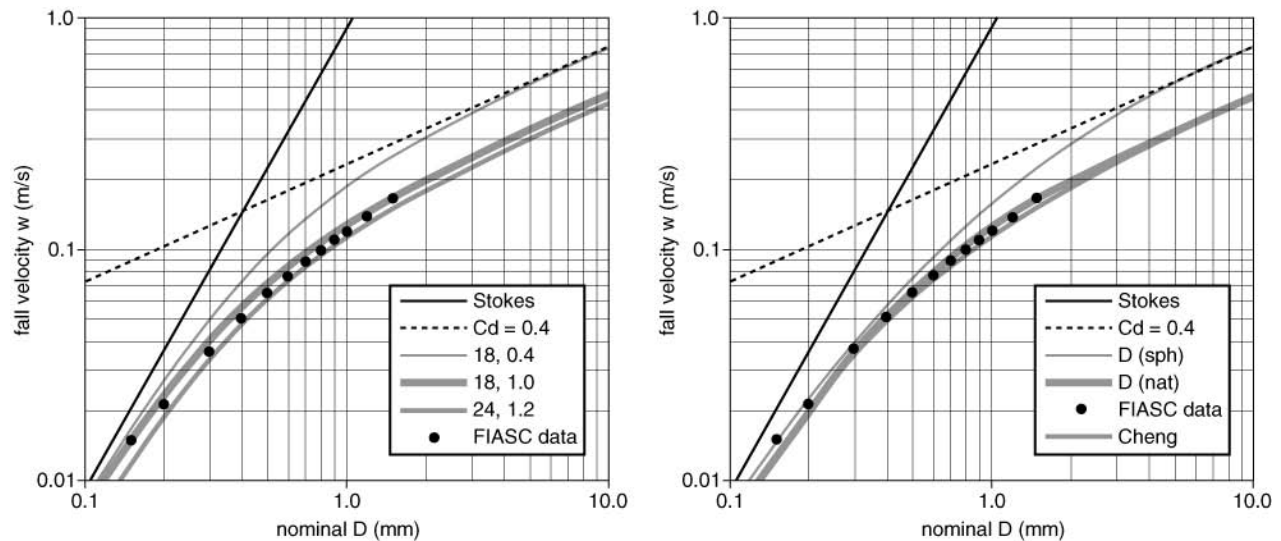 1.0
0.1
0.01
fall velocity w (m/s)
0.1
1.0
10.0
nominal D (mm)
Stokes
Cd = 0.4
18, 0.4
18, 1.0
24, 1.2
FIASC data
1.0
0.1
0.01
fall velocity w (m/s)
0.1
1.0
10.0
nominal D (mm)
Stokes
Cd = 0.4
D (sph)
D (nat)
FIASC data
Cheng